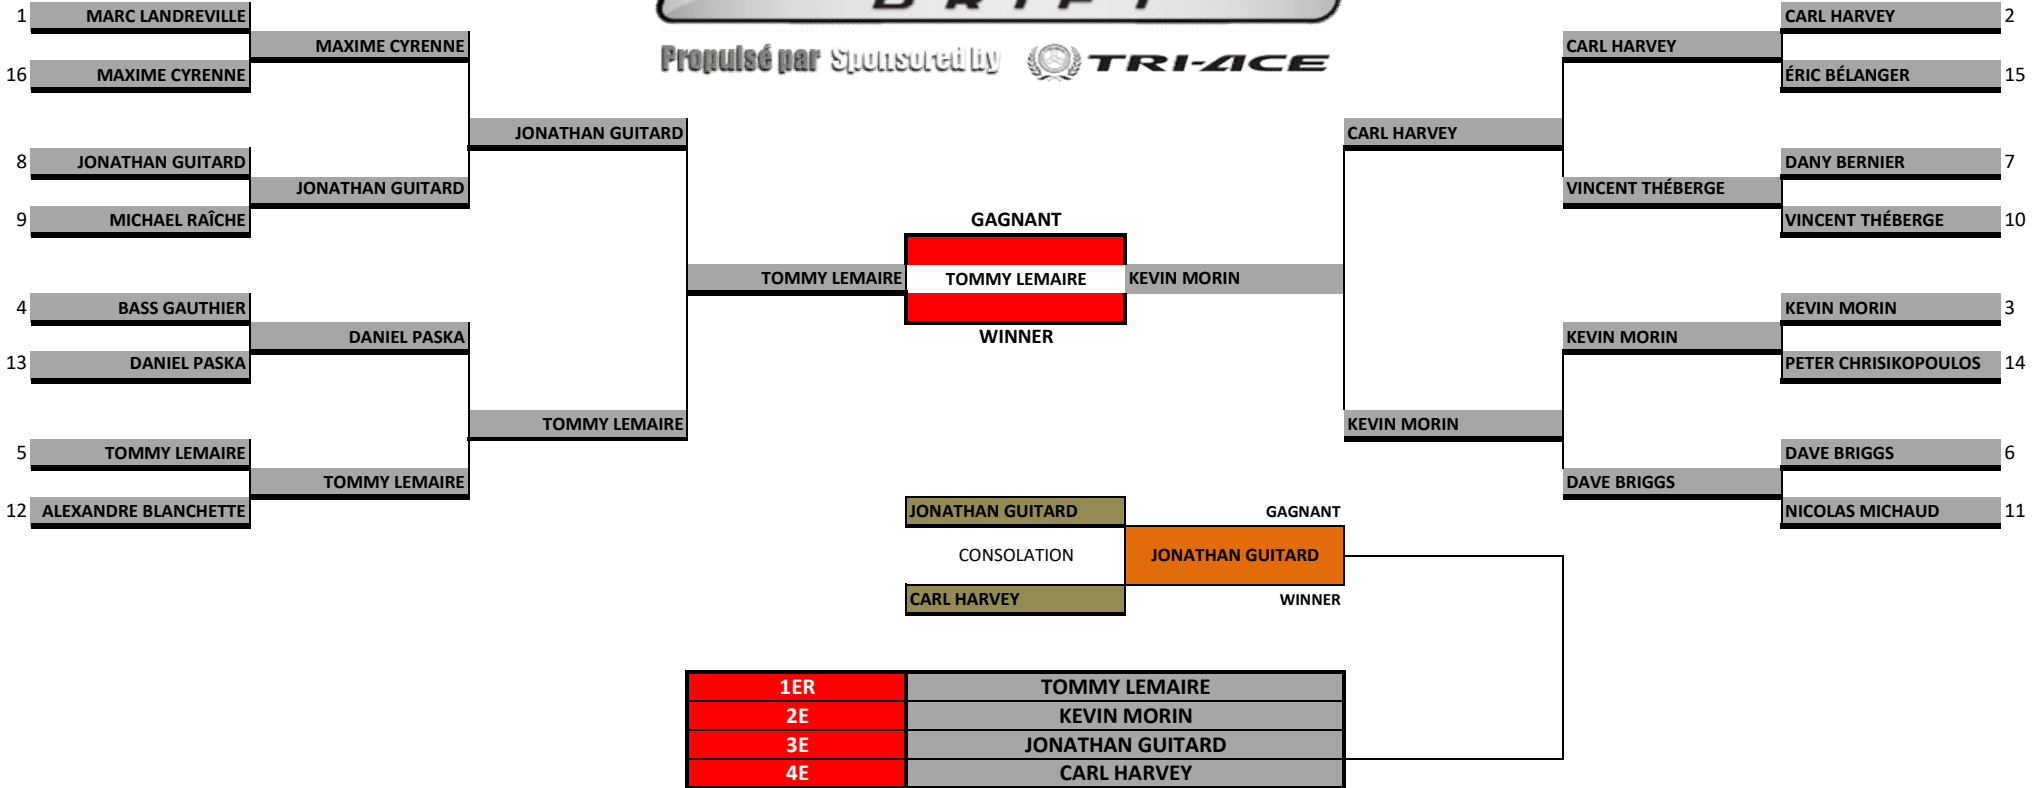 DRIFT
Propulsé par Sponsored by TRI-ACE
1 MARC LANDREVILLE
MAXIME CYRENNE
16 MAXIME CYRENNE
JONATHAN GUITARD
8 JONATHAN GUITARD
JONATHAN GUITARD
9 MICHAEL RAÎCHE
TOMMY LEMAIRE
4 BASS GAUTHIER
DANIEL PASKA
13 DANIEL PASKA
TOMMY LEMAIRE
5 TOMMY LEMAIRE
TOMMY LEMAIRE
12 ALEXANDRE BLANCHETTE
GAGNANT
TOMMY LEMAIRE
WINNER
CARL HARVEY 2
CARL HARVEY
ÉRIC BÉLANGER 15
CARL HARVEY
DANY BERNIER 7
VINCENT THÉBERGE
VINCENT THÉBERGE 10
KEVIN MORIN
KEVIN MORIN 3
KEVIN MORIN
PETER CHRISIKOPOULOS 14
KEVIN MORIN
DAVE BRIGGS 6
DAVE BRIGGS
NICOLAS MICHAUD 11
JONATHAN GUITARD
GAGNANT
CONSOLATION
JONATHAN GUITARD
CARL HARVEY
WINNER
1ER TOMMY LEMAIRE
2E KEVIN MORIN
3E JONATHAN GUITARD
4E CARL HARVEY